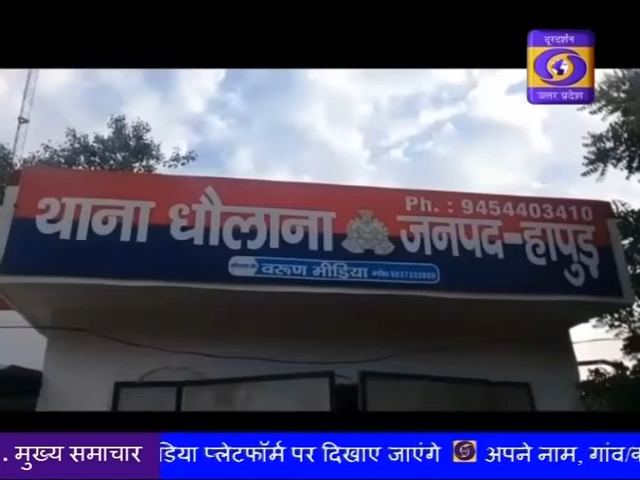 दूरदर्शन
उत्तर प्रदेश
Ph. : 9454403410
थाना धौलाना जनपद-हापुड़
वरूण मीडिया
. मुख्य समाचार डिया प्लेटफॉर्म पर दिखाए जाएंगे अपने नाम, गांव/क